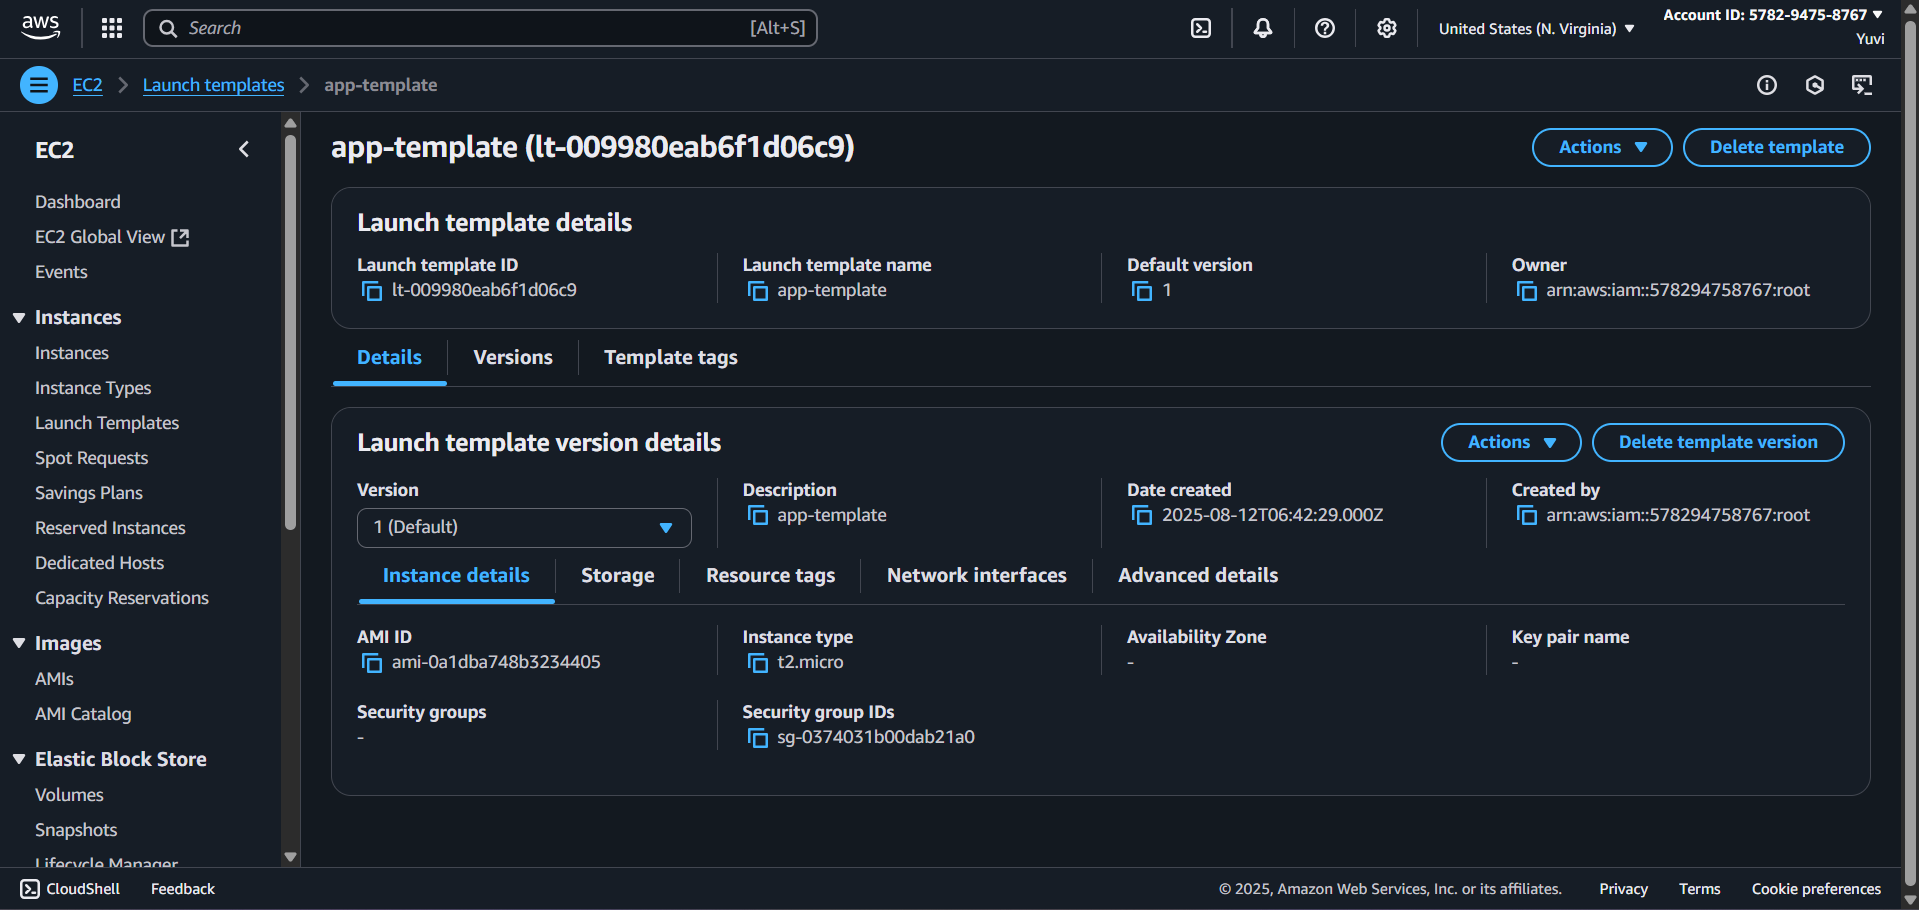 aws
Search [Alt+S]
United States (N. Virginia)
Account ID: 5782-9475-8767
Yuvi
EC2 > Launch templates > app-template
EC2
Dashboard
EC2 Global View
Events
Instances
Instances
Instance Types
Launch Templates
Spot Requests
Savings Plans
Reserved Instances
Dedicated Hosts
Capacity Reservations
Images
AMIs
AMI Catalog
Elastic Block Store
Volumes
Snapshots
Lifecycle Manager
app-template (lt-009980eab6f1d06c9)
Actions
Delete template
Launch template details
Launch template ID
lt-009980eab6f1d06c9
Launch template name
app-template
Default version
1
Owner
arn:aws:iam::578294758767:root
Details
Versions
Template tags
Launch template version details
Actions
Delete template version
Version
1 (Default)
Description
app-template
Date created
2025-08-12T06:42:29.000Z
Created by
arn:aws:iam::578294758767:root
Instance details
Storage
Resource tags
Network interfaces
Advanced details
AMI ID
ami-0a1dba748b3234405
Instance type
t2.micro
Availability Zone
-
Key pair name
-
Security groups
-
Security group IDs
sg-0374031b00dab21a0
CloudShell
Feedback
© 2025, Amazon Web Services, Inc. or its affiliates.
Privacy
Terms
Cookie preferences